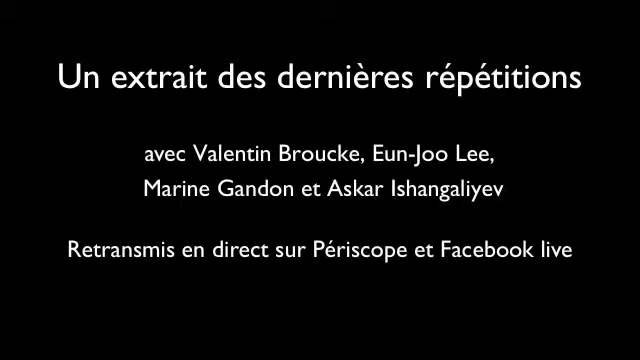 Un extrait des dernières répétitions
avec Valentin Broucke, Eun-Joo Lee,
Marine Gandon et Askar Ishangaliyev
Retransmis en direct sur Périscope et Facebook live